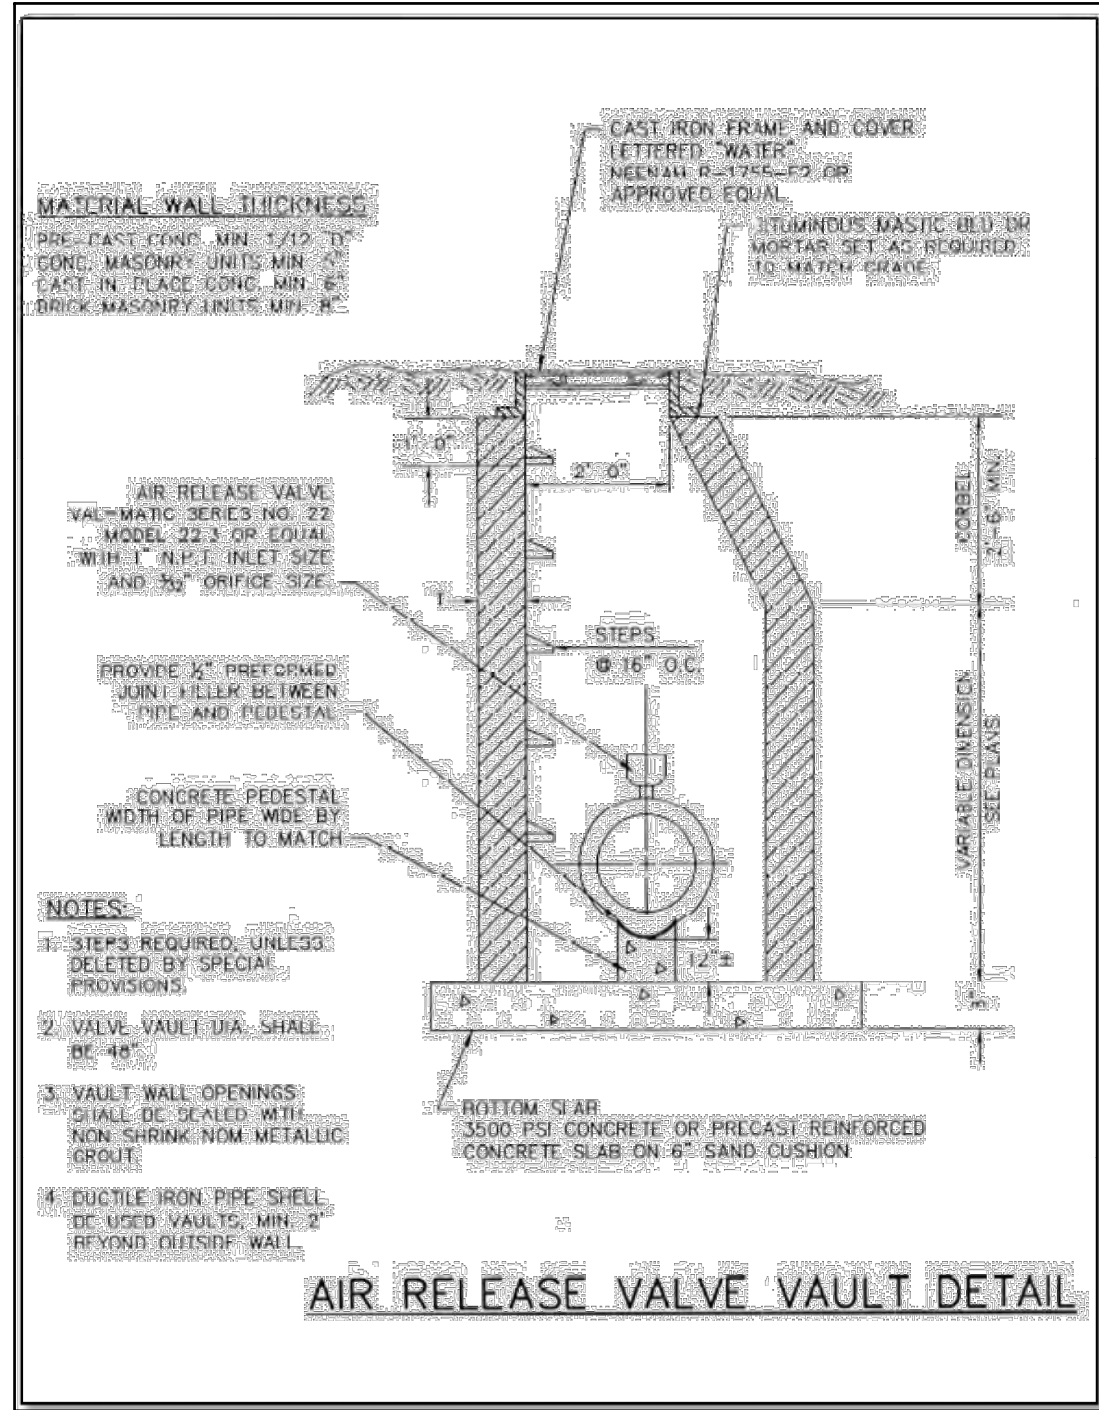 CAST IRON FRAME AND COVER
LETTERED "WATER"
NEENAH R-1755-F2 OR
APPROVED EQUAL
MATERIAL WALL THICKNESS
PRE-CAST CONC. MIN. 1/12 "D"
CONC. MASONRY UNITS MIN.
CAST IN PLACE CONC. MIN. 6"
BRICK MASONRY UNITS MIN. 8"
BITUMINOUS MASTIC BED OR
MORTAR SET AS REQUIRED
TO MATCH GRADE
1' 0"
2' 0"
CORBEL
2'-6" MIN.
AIR RELEASE VALVE
VAL-MATIC SERIES NO. 22
MODEL 22.3 OR EQUAL
WITH 1" N.P.T. INLET SIZE
AND ORIFICE SIZE
T
STEPS
@ 16" O.C.
PROVIDE ½" PREFORMED
JOINT FILLER BETWEEN
PIPE AND PEDESTAL
VARIABLE DIMENSION
SEE PLANS
CONCRETE PEDESTAL
WIDTH OF PIPE WIDE BY
LENGTH TO MATCH
12"±
NOTES:
1. STEPS REQUIRED, UNLESS
DELETED BY SPECIAL
PROVISIONS.
2. VALVE VAULT DIA. SHALL
BE 48"
3. VAULT WALL OPENINGS
SHALL BE SEALED WITH
NON SHRINK NOM METALLIC
GROUT
4. DUCTILE IRON PIPE SHELL
BE USED VAULTS, MIN. 2'
BEYOND OUTSIDE WALL.
BOTTOM SLAB
3500 PSI CONCRETE OR PRECAST REINFORCED
CONCRETE SLAB ON 6" SAND CUSHION
AIR RELEASE VALVE VAULT DETAIL